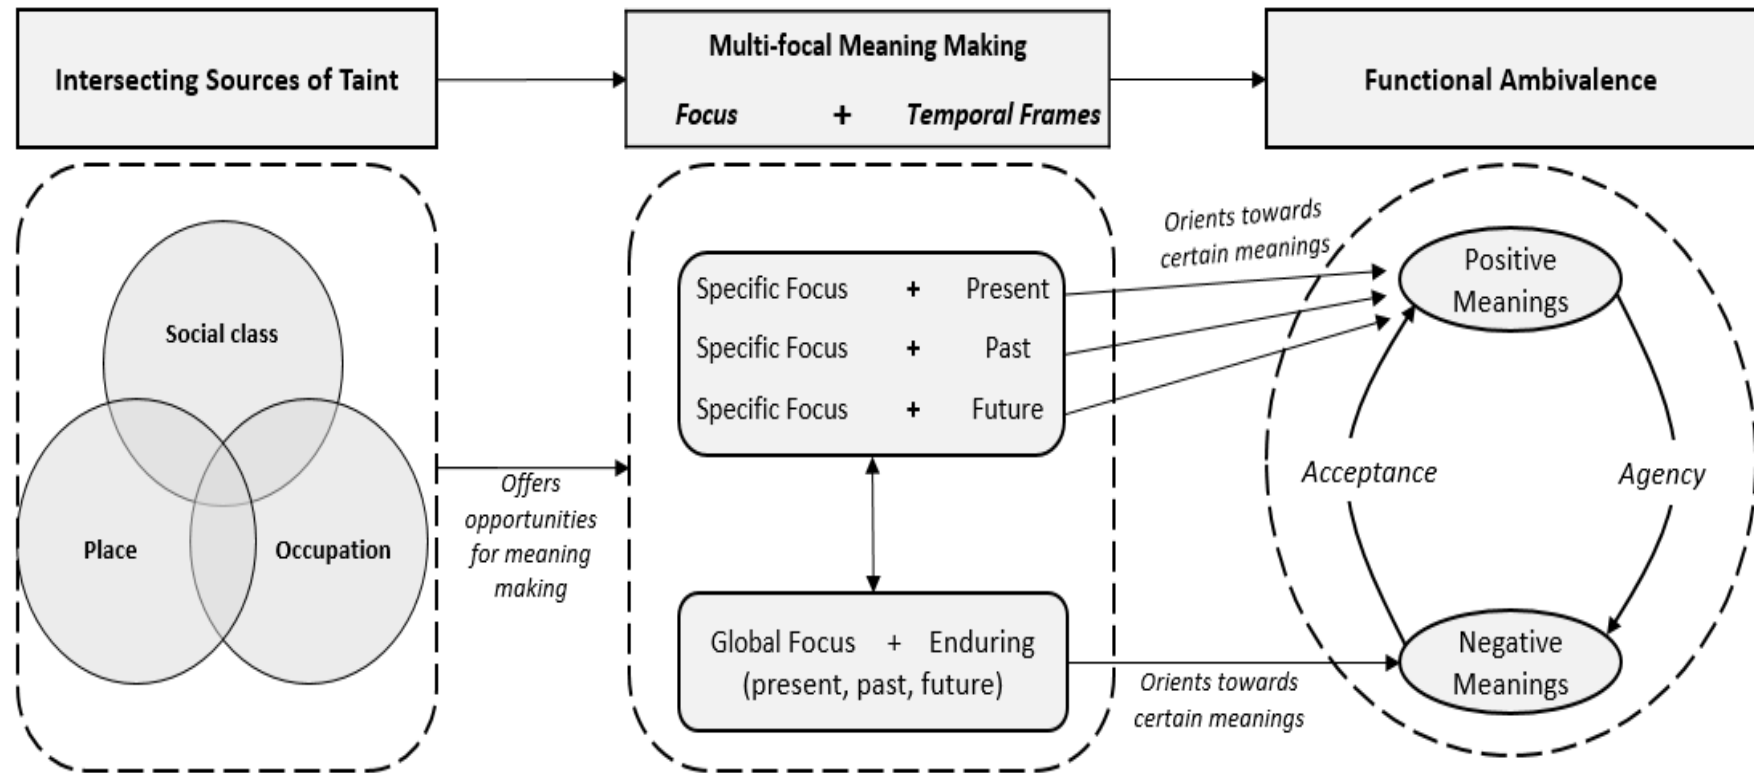 Intersecting Sources of Taint
Multi-focal Meaning Making
Focus + Temporal Frames
Functional Ambivalence
Social class
Place
Occupation
Offers
opportunities
for meaning
making
Specific Focus + Present
Specific Focus + Past
Specific Focus + Future
Global Focus + Enduring
(present, past, future)
Orients towards
certain meanings
Orients towards
certain meanings
Positive
Meanings
Acceptance
Agency
Negative
Meanings